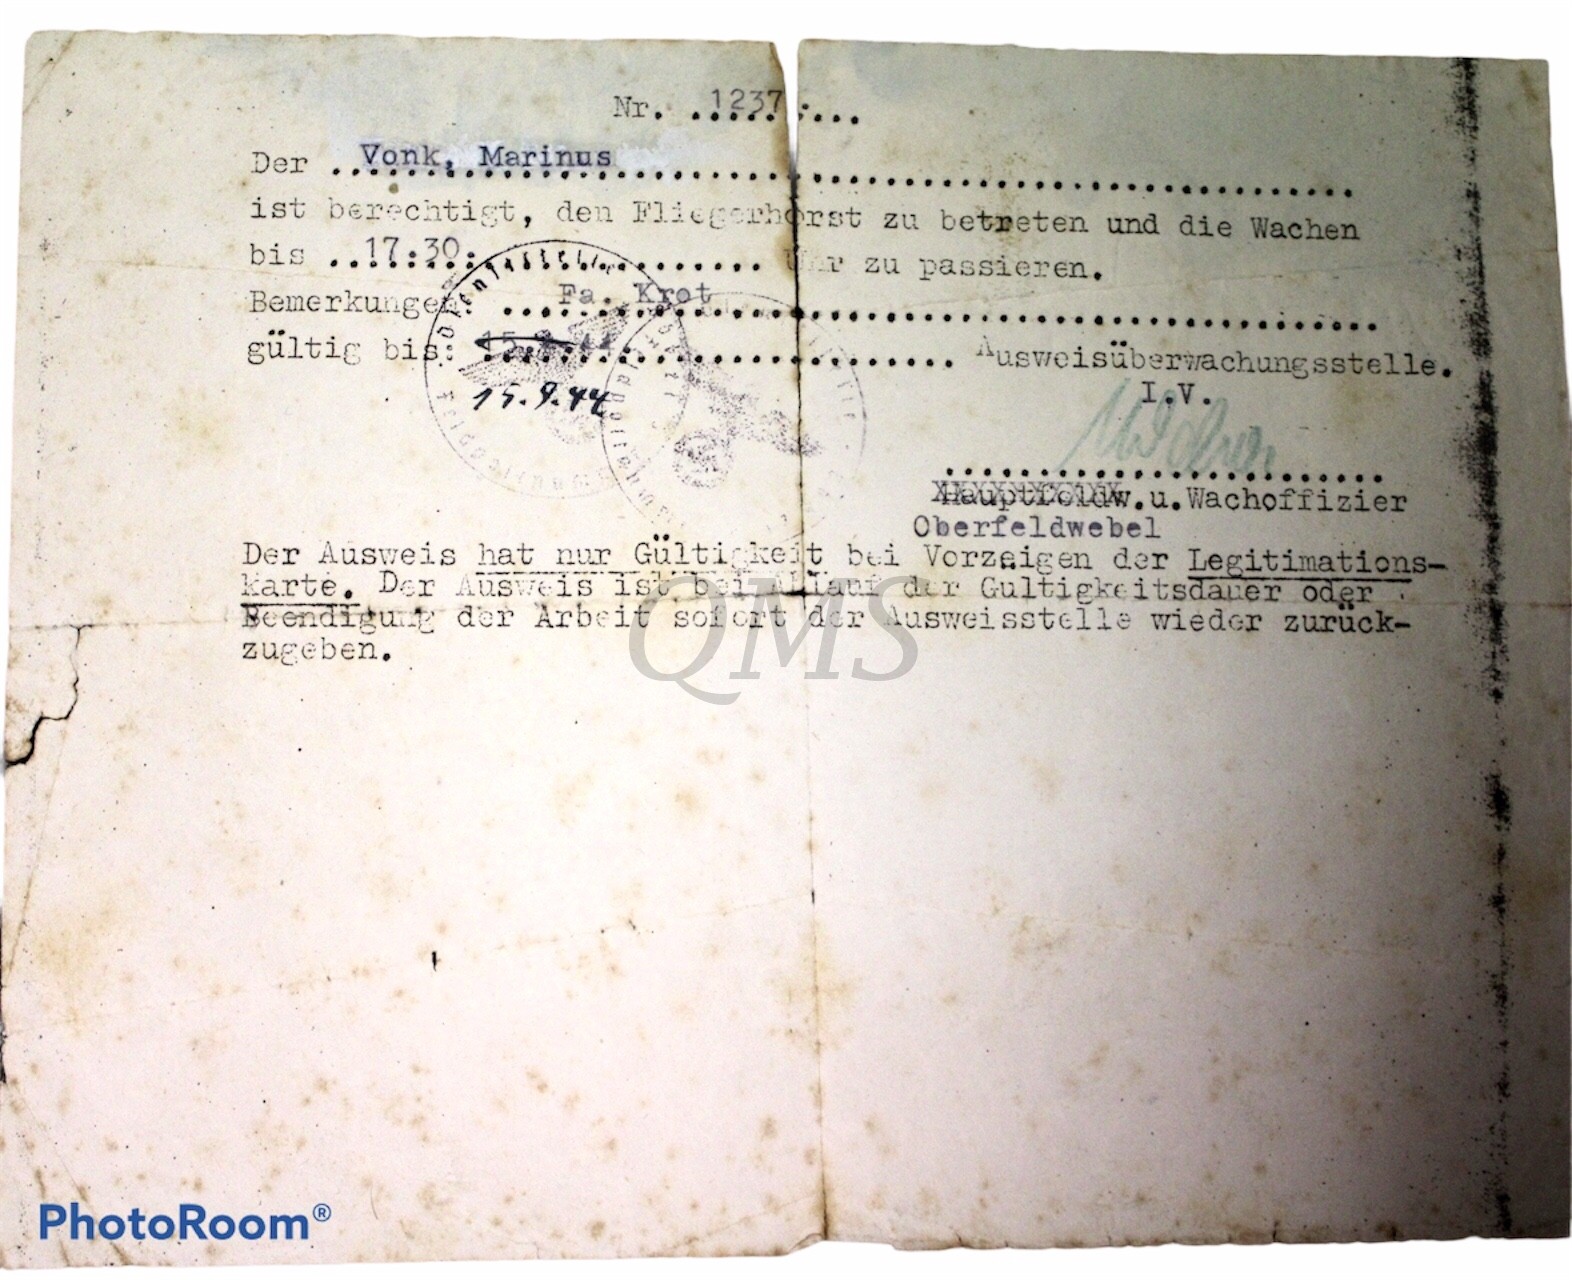 Nr. ..1237....
Der ..Vonk, Marinus..............................
ist berechtigt, den Fliegerhorst zu betreten und die Wachen
bis ..17:30:............... Uhr zu passieren.
Bemerkungen: ....Fa. Krot..............................
gültig bis: .............................. Ausweisüberwachungsstelle.
15.9.44
I.V.
..............................
Hauptfeldw.u.Wachoffizier
Oberfeldwebel
Der Ausweis hat nur Gültigkeit bei Vorzeigen der Legitimations-
karte. Der Ausweis ist bei Ablauf der Gultigkeitsdauer oder
Beendigung der Arbeit sofort der Ausweisstelle wieder zurück-
zugeben.
QMS
PhotoRoom®